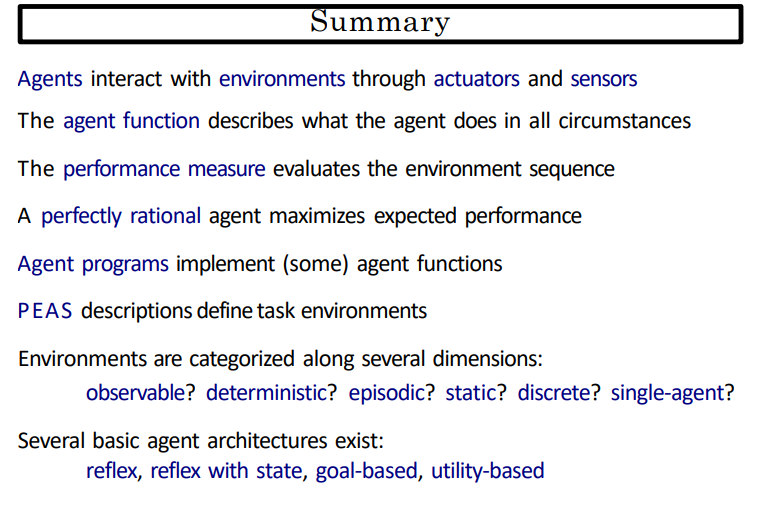 Summary
Agents interact with environments through actuators and sensors
The agent function describes what the agent does in all circumstances
The performance measure evaluates the environment sequence
A perfectly rational agent maximizes expected performance
Agent programs implement (some) agent functions
PEAS descriptions define task environments
Environments are categorized along several dimensions:
observable? deterministic? episodic? static? discrete? single-agent?
Several basic agent architectures exist:
reflex, reflex with state, goal-based, utility-based